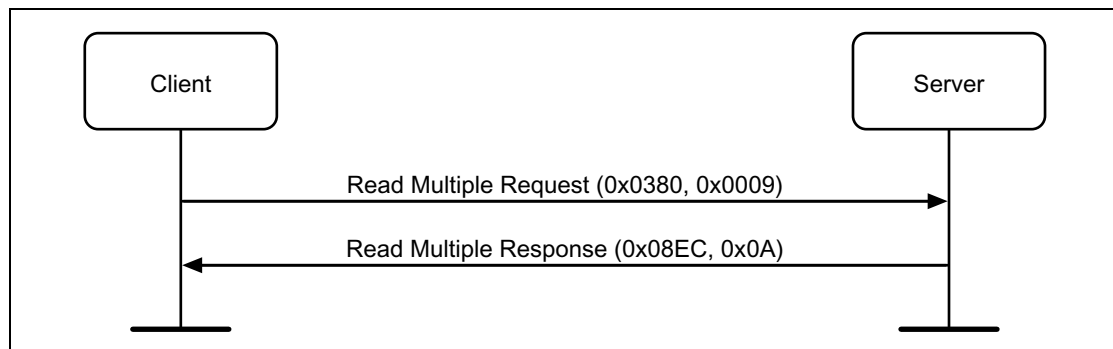 Client
Server
Read Multiple Request (0x0380, 0x0009)
Read Multiple Response (0x08EC, 0x0A)